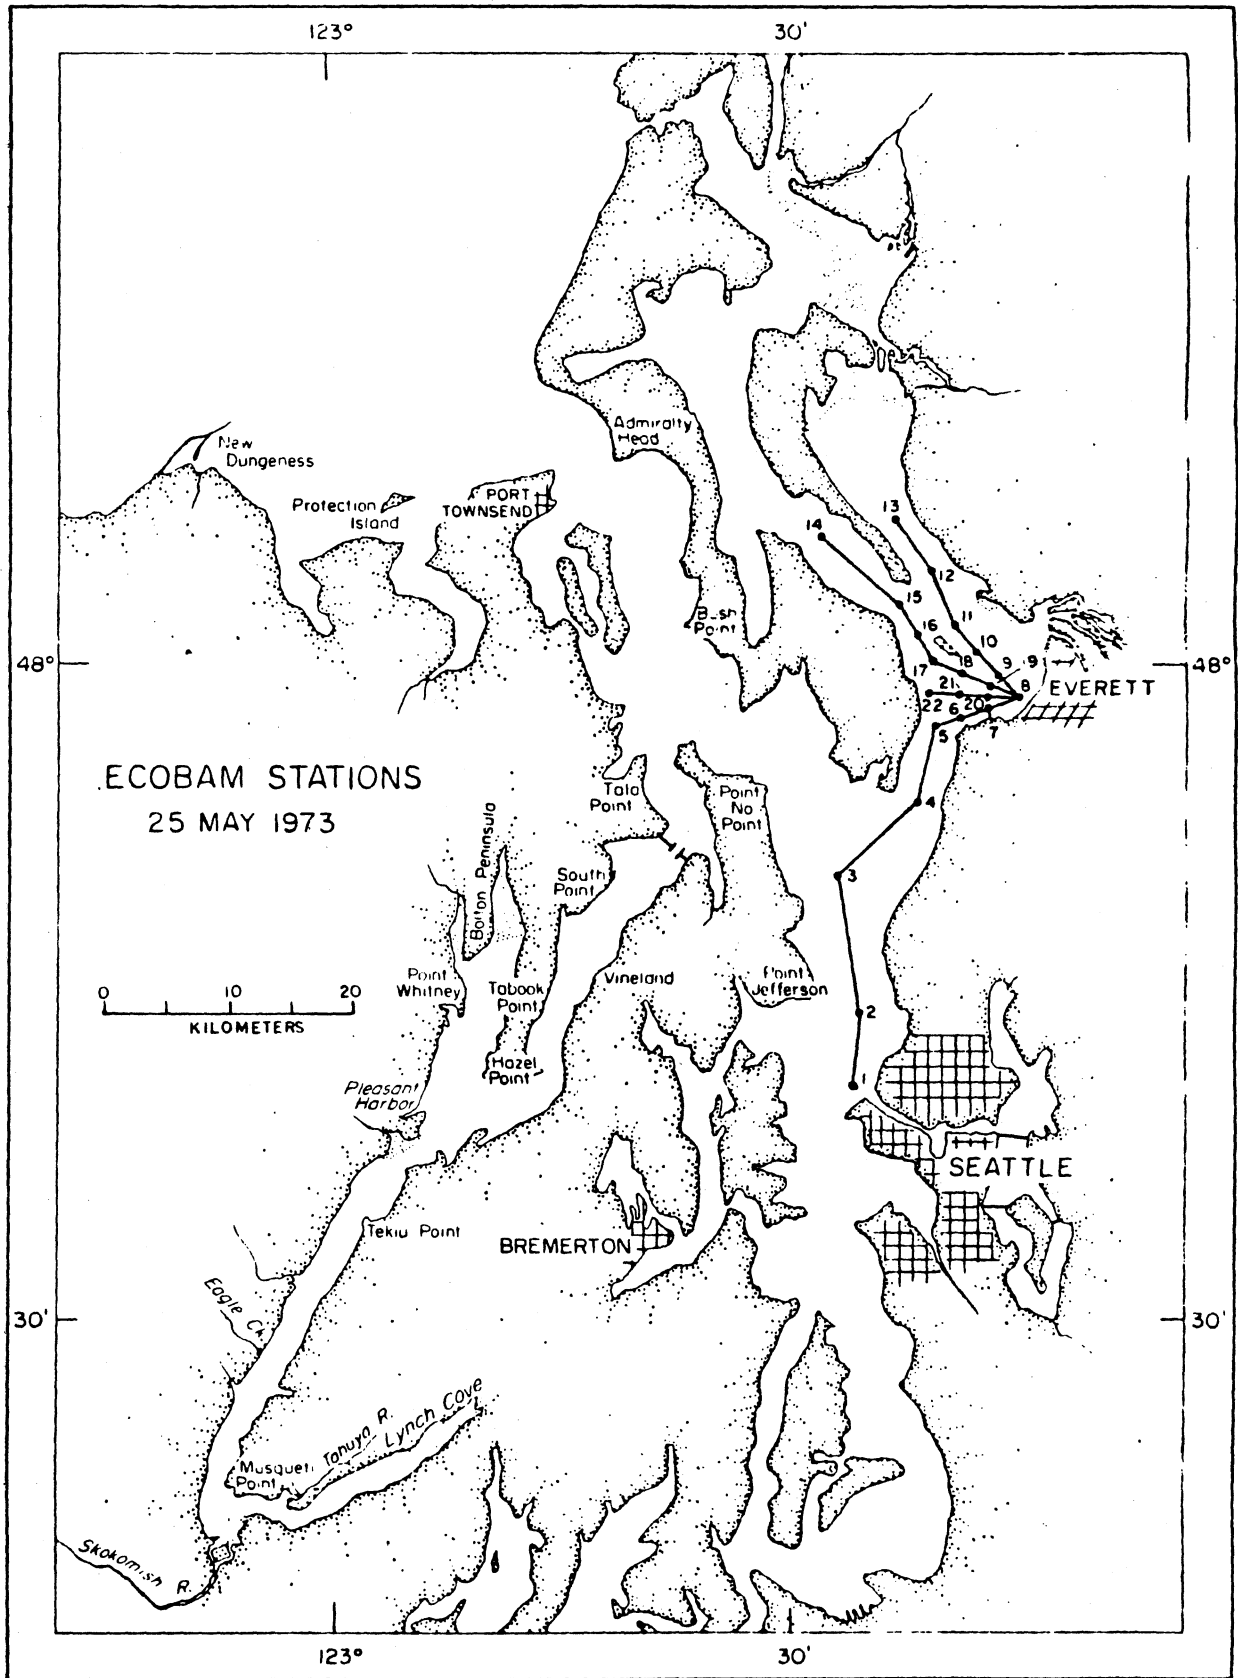 123° 30'
New
Dungeness
Protection
Island
PORT
TOWNSEND
Admiralty
Head
13
14
12
15
11
16
10
Point
48°
17
18
9
19
48°
8
EVERETT
21
22
20
6
5
7
ECOBAM STATIONS
25 MAY 1973
Tala
Point
Point
No
Point
4
Bolton Peninsula
South
Point
3
Point
Whitney
Tabook
Point
Vineland
Point
Jefferson
0 10 20
KILOMETERS
2
Hazel
Point
1
Pleasant
Harbor
SEATTLE
Tekiu Point
BREMERTON
Eagle Ck.
30'
30'
Lynch Cove
Tahuya R.
Musqueti
Point
Skokomish
R.
123° 30'